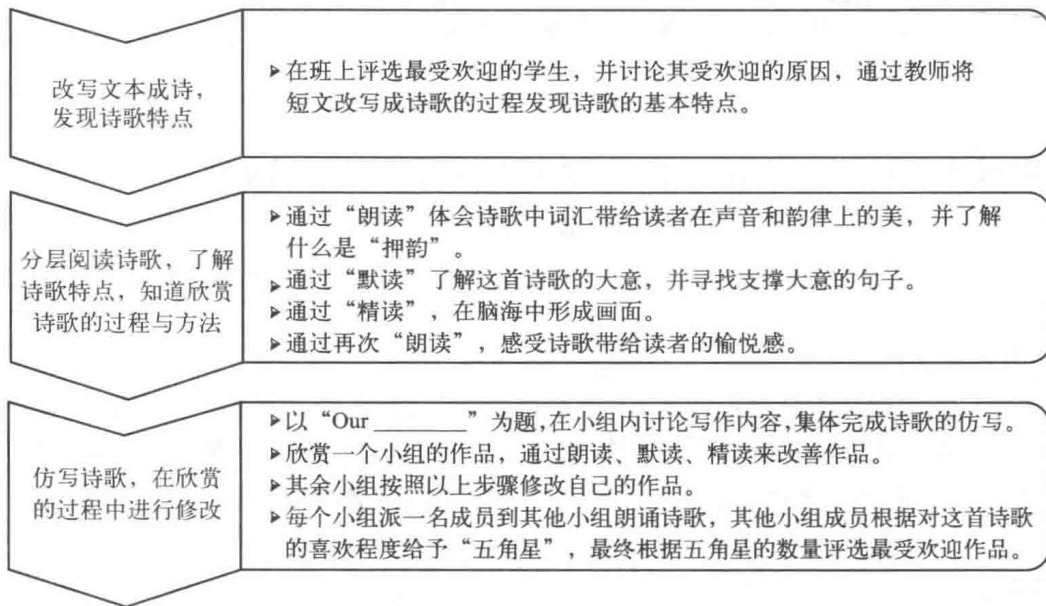 改写文本成诗，
发现诗歌特点
▶在班上评选最受欢迎的学生，并讨论其受欢迎的原因，通过教师将
短文改写成诗歌的过程发现诗歌的基本特点。
分层阅读诗歌，了解
诗歌特点，知道欣赏
诗歌的过程与方法
▶通过“朗读”体会诗歌中词汇带给读者在声音和韵律上的美，并了解
什么是“押韵”。
▶通过“默读”了解这首诗歌的大意，并寻找支撑大意的句子。
▶通过“精读”，在脑海中形成画面。
▶通过再次“朗读”，感受诗歌带给读者的愉悦感。
仿写诗歌，在欣赏
的过程中进行修改
▶以“Our ________ ”为题,在小组内讨论写作内容,集体完成诗歌的仿写。
▶欣赏一个小组的作品，通过朗读、默读、精读来改善作品。
▶其余小组按照以上步骤修改自己的作品。
▶每个小组派一名成员到其他小组朗诵诗歌，其他小组成员根据对这首诗歌
的喜欢程度给予“五角星”，最终根据五角星的数量评选最受欢迎作品。